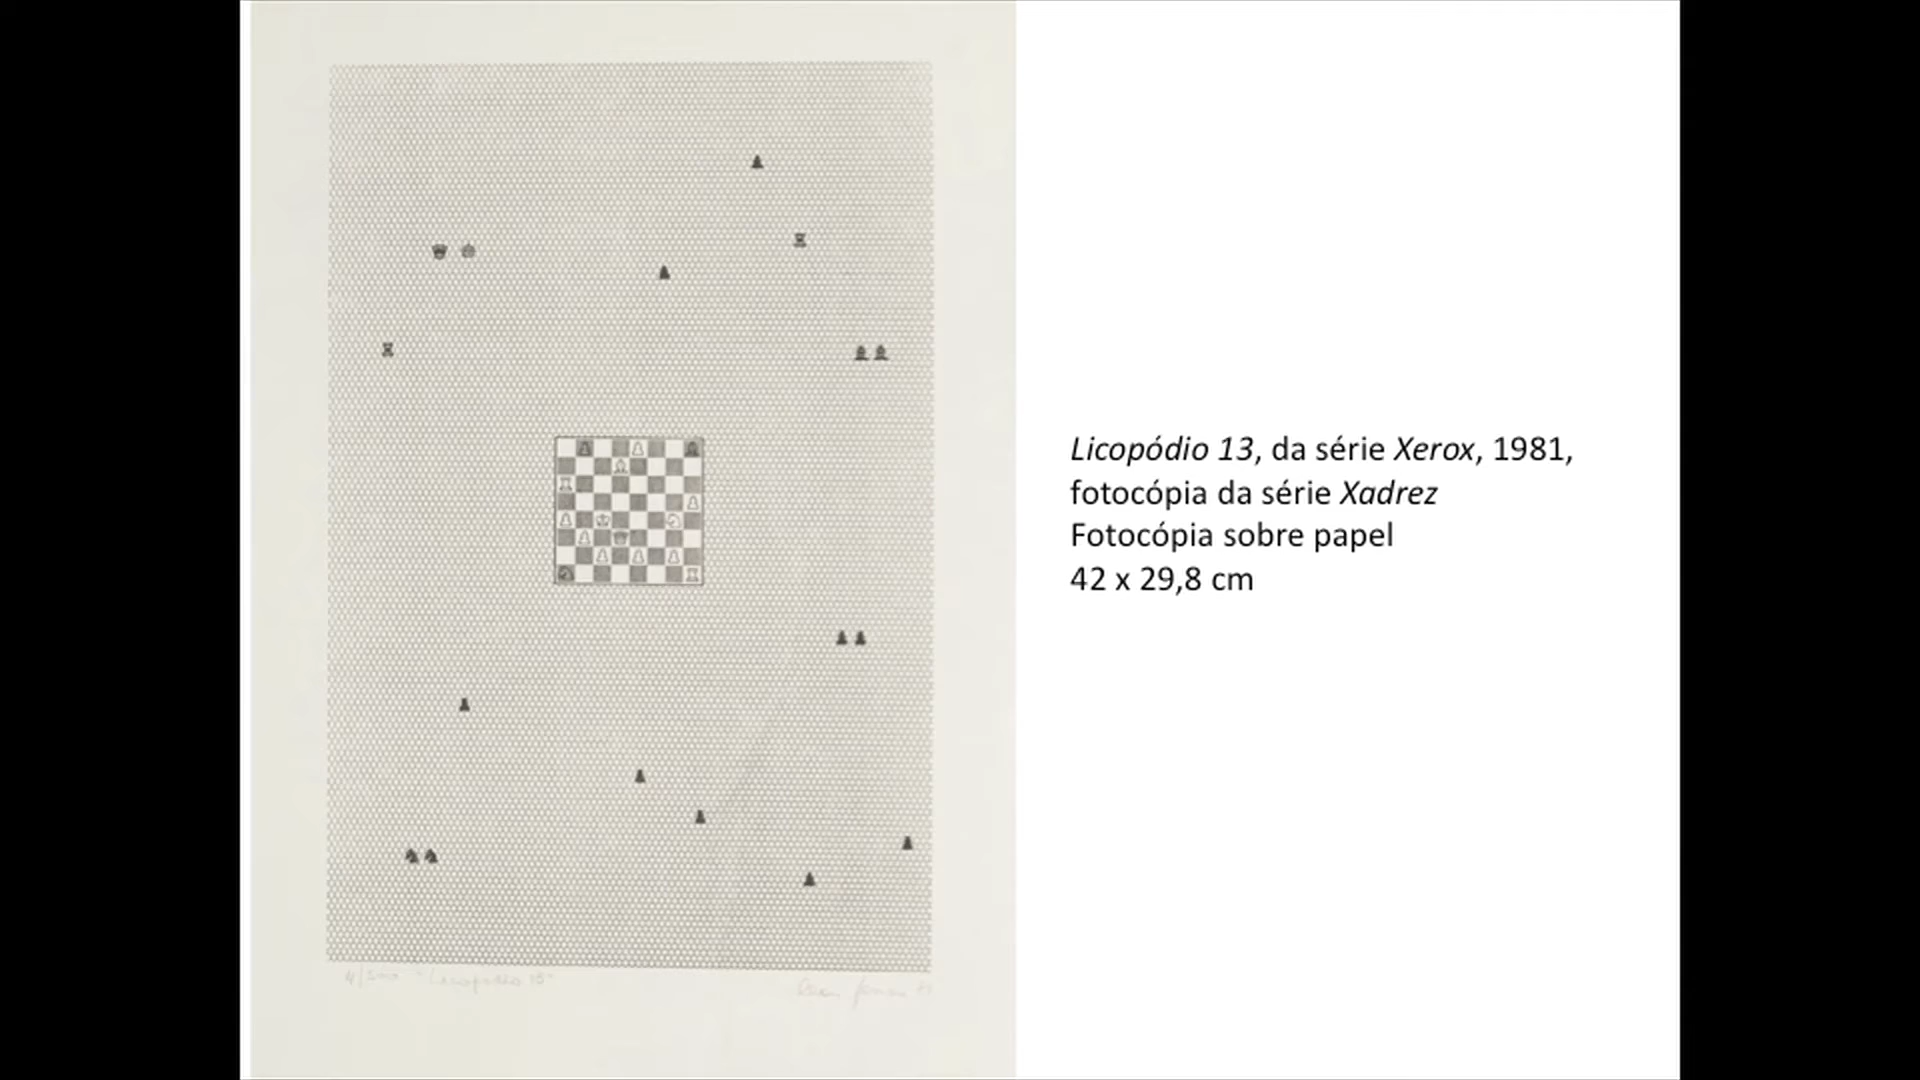 Licopódio 13, da série Xerox, 1981,
fotocópia da série Xadrez
Fotocópia sobre papel
42 x 29,8 cm